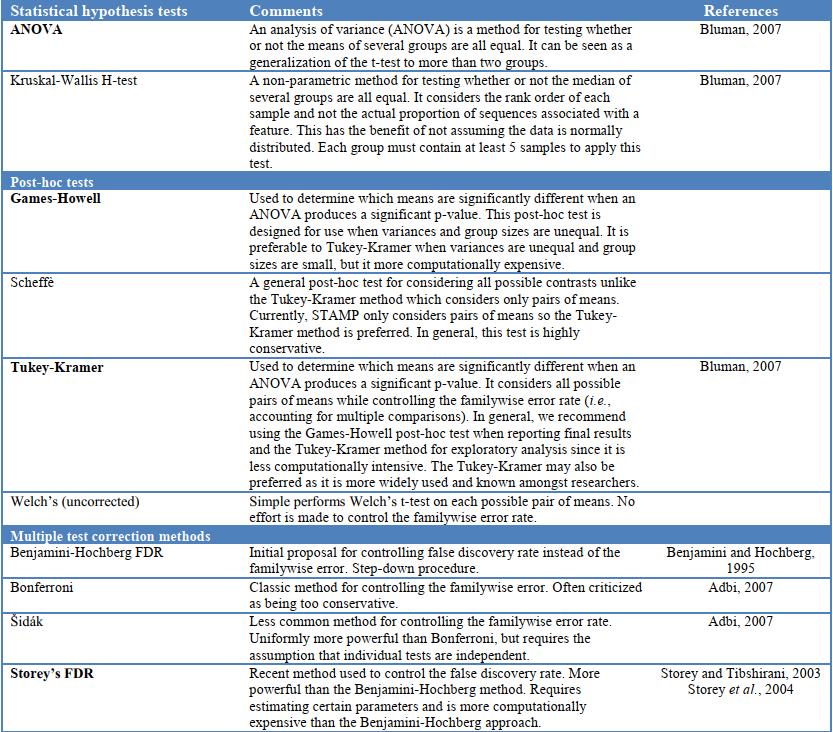 Statistical hypothesis tests Comments References
ANOVA An analysis of variance (ANOVA) is a method for testing whether Bluman, 2007
or not the means of several groups are all equal. It can be seen as a
generalization of the t-test to more than two groups.
Kruskal-Wallis H-test A non-parametric method for testing whether or not the median of Bluman, 2007
several groups are all equal. It considers the rank order of each
sample and not the actual proportion of sequences associated with a
feature. This has the benefit of not assuming the data is normally
distributed. Each group must contain at least 5 samples to apply this
test.
Post-hoc tests
Games-Howell Used to determine which means are significantly different when an
ANOVA produces a significant p-value. This post-hoc test is
designed for use when variances and group sizes are unequal. It is
preferable to Tukey-Kramer when variances are unequal and group
sizes are small, but it more computationally expensive.
Scheffè A general post-hoc test for considering all possible contrasts unlike
the Tukey-Kramer method which considers only pairs of means.
Currently, STAMP only considers pairs of means so the Tukey-
Kramer method is preferred. In general, this test is highly
conservative.
Tukey-Kramer Used to determine which means are significantly different when an Bluman, 2007
ANOVA produces a significant p-value. It considers all possible
pairs of means while controlling the familywise error rate (i.e.,
accounting for multiple comparisons). In general, we recommend
using the Games-Howell post-hoc test when reporting final results
and the Tukey-Kramer method for exploratory analysis since it is
less computationally intensive. The Tukey-Kramer may also be
preferred as it is more widely used and known amongst researchers.
Welch's (uncorrected) Simple performs Welch's t-test on each possible pair of means. No
effort is made to control the familywise error rate.
Multiple test correction methods
Benjamini-Hochberg FDR Initial proposal for controlling false discovery rate instead of the Benjamini and Hochberg,
familywise error. Step-down procedure. 1995
Bonferroni Classic method for controlling the familywise error. Often criticized Adbi, 2007
as being too conservative.
Šidák Less common method for controlling the familywise error rate. Adbi, 2007
Uniformly more powerful than Bonferroni, but requires the
assumption that individual tests are independent.
Storey's FDR Recent method used to control the false discovery rate. More Storey and Tibshirani, 2003
powerful than the Benjamini-Hochberg method. Requires Storey et al., 2004
estimating certain parameters and is more computationally
expensive than the Benjamini-Hochberg approach.